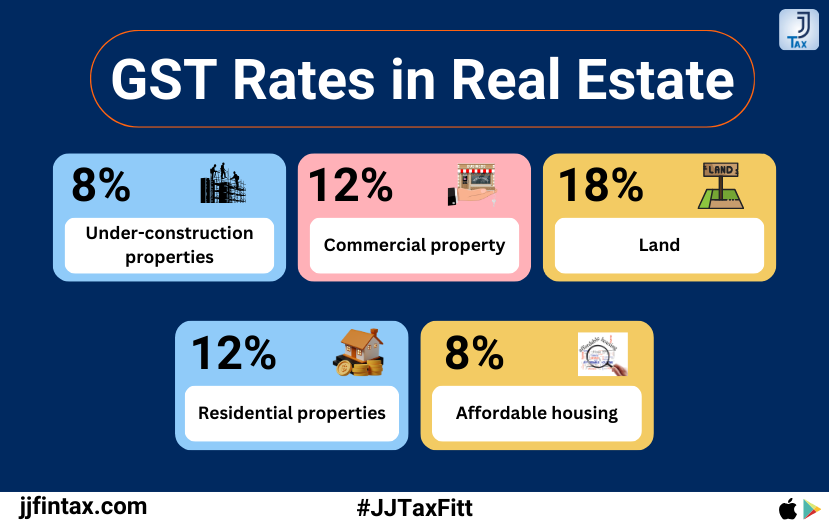 J
TAX
GST Rates in Real Estate
8%
Under-construction
properties
12%
Commercial property
18%
LAND
Land
12%
Residential properties
8%
Affordable housing
Affordable housing
jjfintax.com
#JJTaxFitt